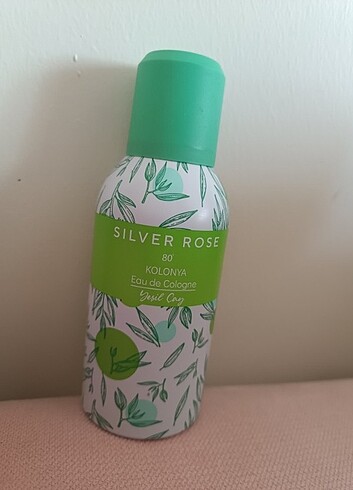 SILVER ROSE
80°
KOLONYA
Eau de Cologne
Yeşil Çay